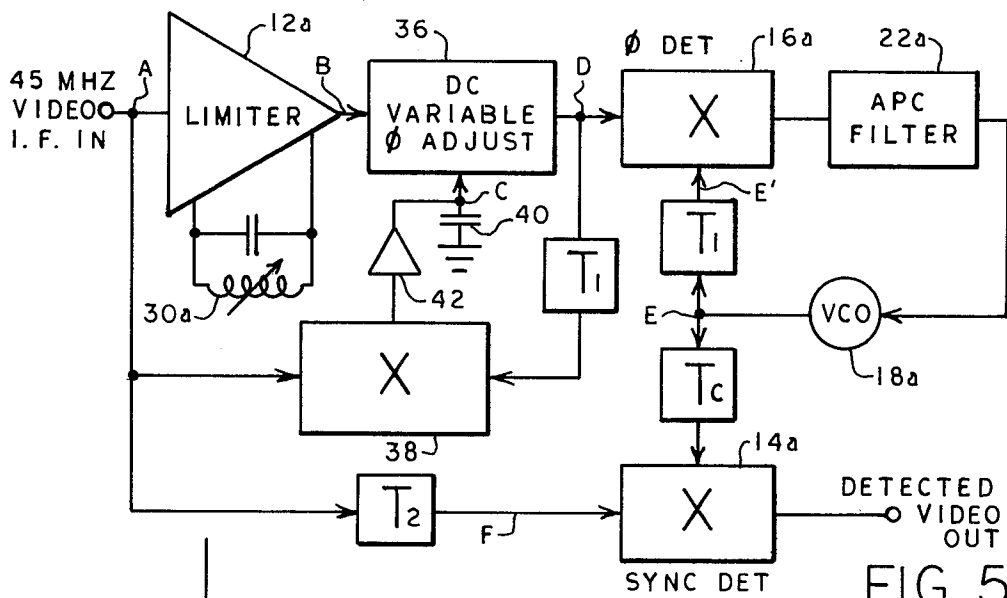 12a
36
Ø DET
16a
22a
45 MHZ
VIDEO
I.F. IN
A
LIMITER
B
DC
VARIABLE
Ø ADJUST
D
X
APC
FILTER
C
40
E'
T1
T1
30a
42
E
VCO
18a
X
TC
38
14a
T2
F
X
DETECTED
VIDEO
OUT
SYNC DET
FIG. 5